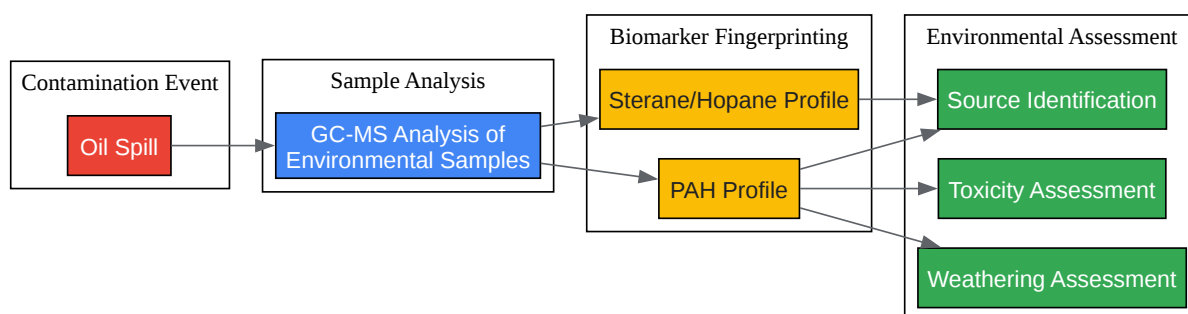 Contamination Event
Oil Spill
Sample Analysis
GC-MS Analysis of
Environmental Samples
Biomarker Fingerprinting
Sterane/Hopane Profile
PAH Profile
Environmental Assessment
Source Identification
Toxicity Assessment
Weathering Assessment